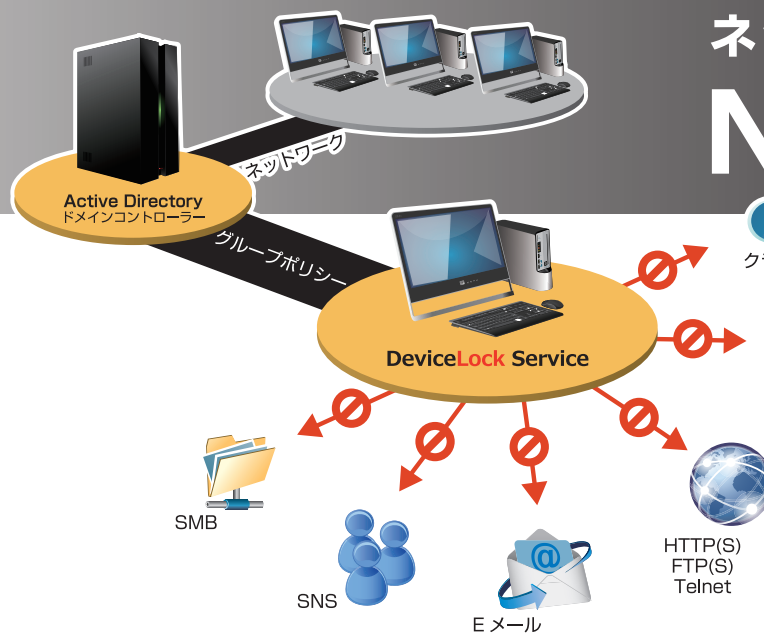 ネ
N
ネットワーク
Active Directory
ドメインコントローラー
グループポリシー
ク
DeviceLock Service
SMB
SNS
Eメール
HTTP(S)
FTP(S)
Telnet